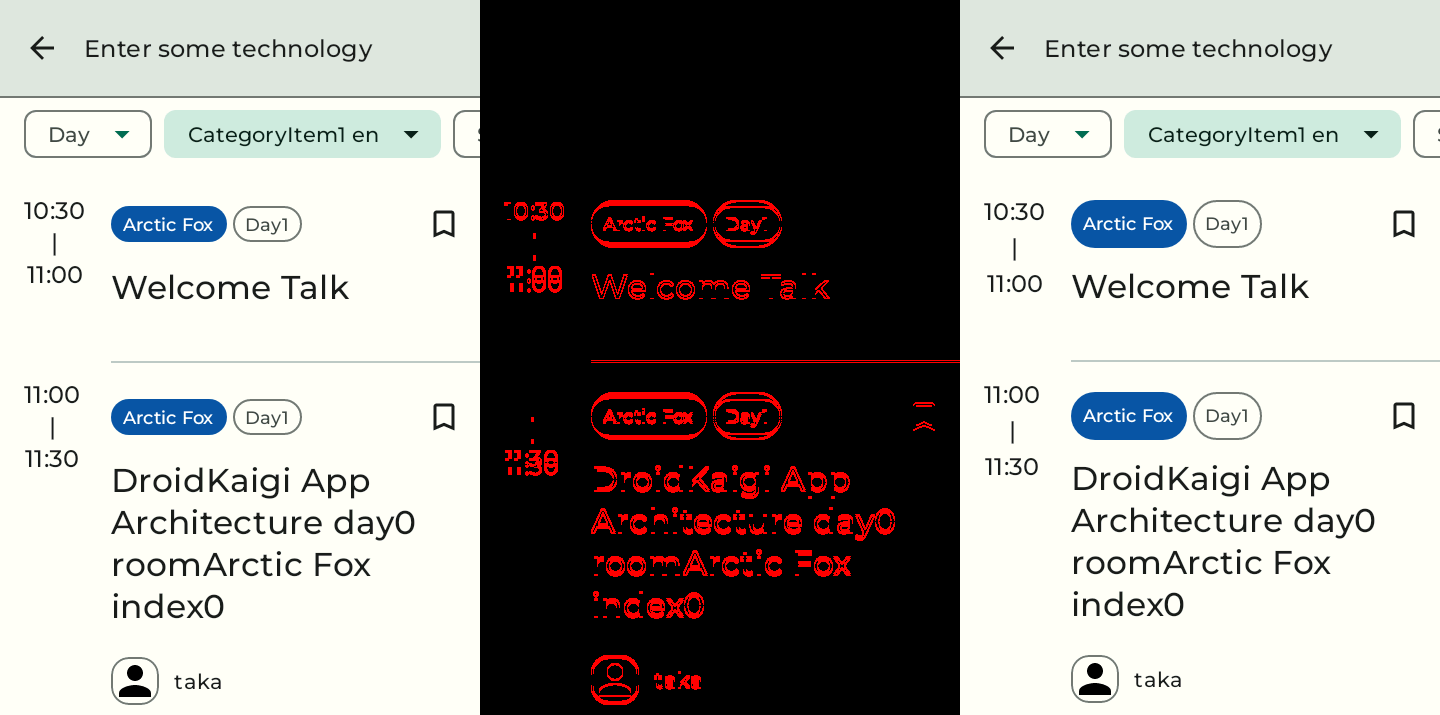 Enter some technology
Day CategoryItem1 en
10:30
|
11:00
Arctic Fox Day1
Welcome Talk
11:00
|
11:30
Arctic Fox Day1
DroidKaigi App
Architecture day0
roomArctic Fox
index0
taka
10:30
11:00
Arctic Fox Day1
Welcome Talk
11:30
Arctic Fox Day1
DroidKaigi App
Architecture day0
roomArctic Fox
index0
taka
Enter some technology
Day CategoryItem1 en
10:30
|
11:00
Arctic Fox Day1
Welcome Talk
11:00
|
11:30
Arctic Fox Day1
DroidKaigi App
Architecture day0
roomArctic Fox
index0
taka